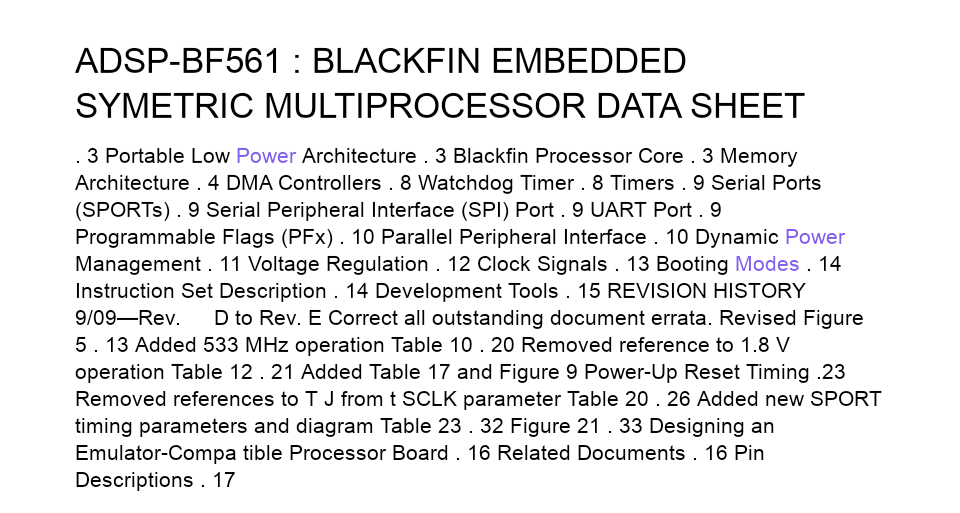 ADSP-BF561 : BLACKFIN EMBEDDED
SYMETRIC MULTIPROCESSOR DATA SHEET
. 3 Portable Low Power Architecture . 3 Blackfin Processor Core . 3 Memory
Architecture . 4 DMA Controllers . 8 Watchdog Timer . 8 Timers . 9 Serial Ports
(SPORTs) . 9 Serial Peripheral Interface (SPI) Port . 9 UART Port . 9
Programmable Flags (PFx) . 10 Parallel Peripheral Interface . 10 Dynamic Power
Management . 11 Voltage Regulation . 12 Clock Signals . 13 Booting Modes . 14
Instruction Set Description . 14 Development Tools . 15 REVISION HISTORY
9/09—Rev. D to Rev. E Correct all outstanding document errata. Revised Figure
5 . 13 Added 533 MHz operation Table 10 . 20 Removed reference to 1.8 V
operation Table 12 . 21 Added Table 17 and Figure 9 Power-Up Reset Timing .23
Removed references to T J from t SCLK parameter Table 20 . 26 Added new SPORT
timing parameters and diagram Table 23 . 32 Figure 21 . 33 Designing an
Emulator-Compa tible Processor Board . 16 Related Documents . 16 Pin
Descriptions . 17